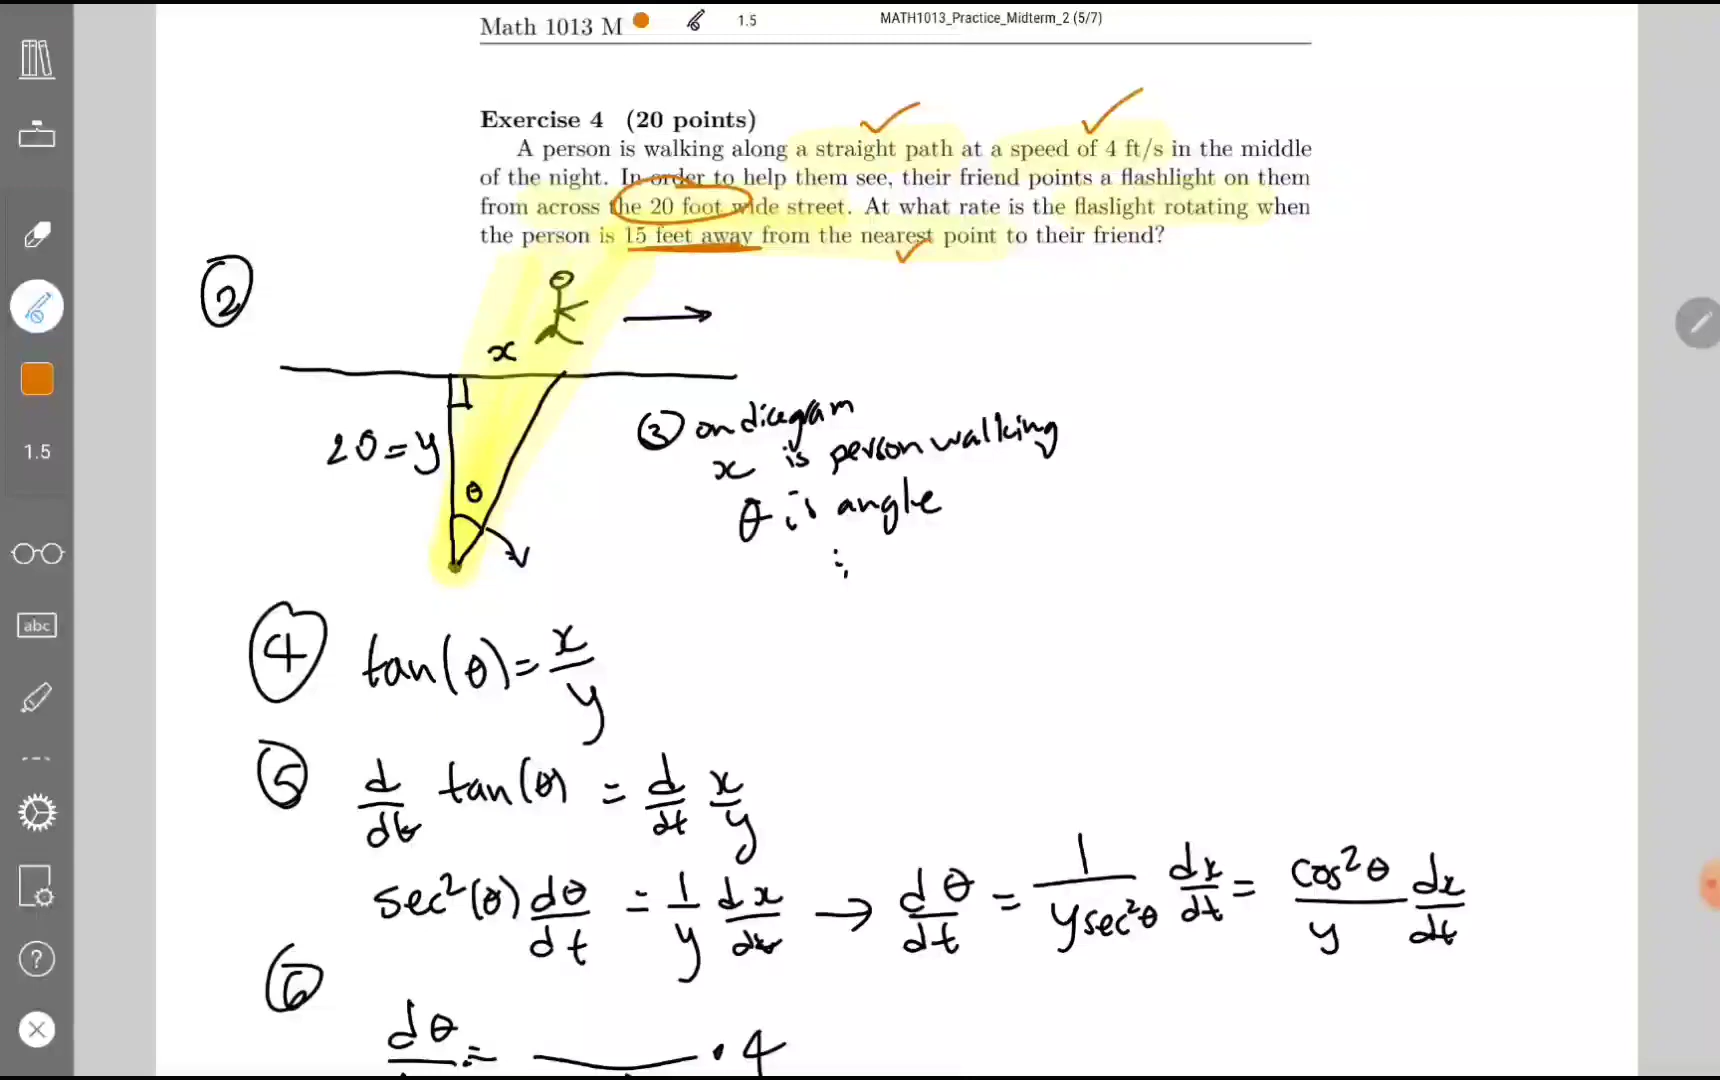 Math 1013 M
1.5
MATH1013_Practice_Midterm_2 (5/7)
Exercise 4 (20 points)
A person is walking along a straight path at a speed of 4 ft/s in the middle
of the night. In order to help them see, their friend points a flashlight on them
from across the 20 foot wide street. At what rate is the flaslight rotating when
the person is 15 feet away from the nearest point to their friend?
②
x
20 = y
θ
③ on diagram
x is person walking
θ is angle
⋮
④ tan(θ) = x/y
⑤ d/dt tan(θ) = d/dt x/y
sec²(θ) dθ/dt = 1/y dx/dt → dθ/dt = 1/(y sec²θ) dx/dt = cos²θ/y dx/dt
⑥
dθ
= · 4
1.5
abc
?